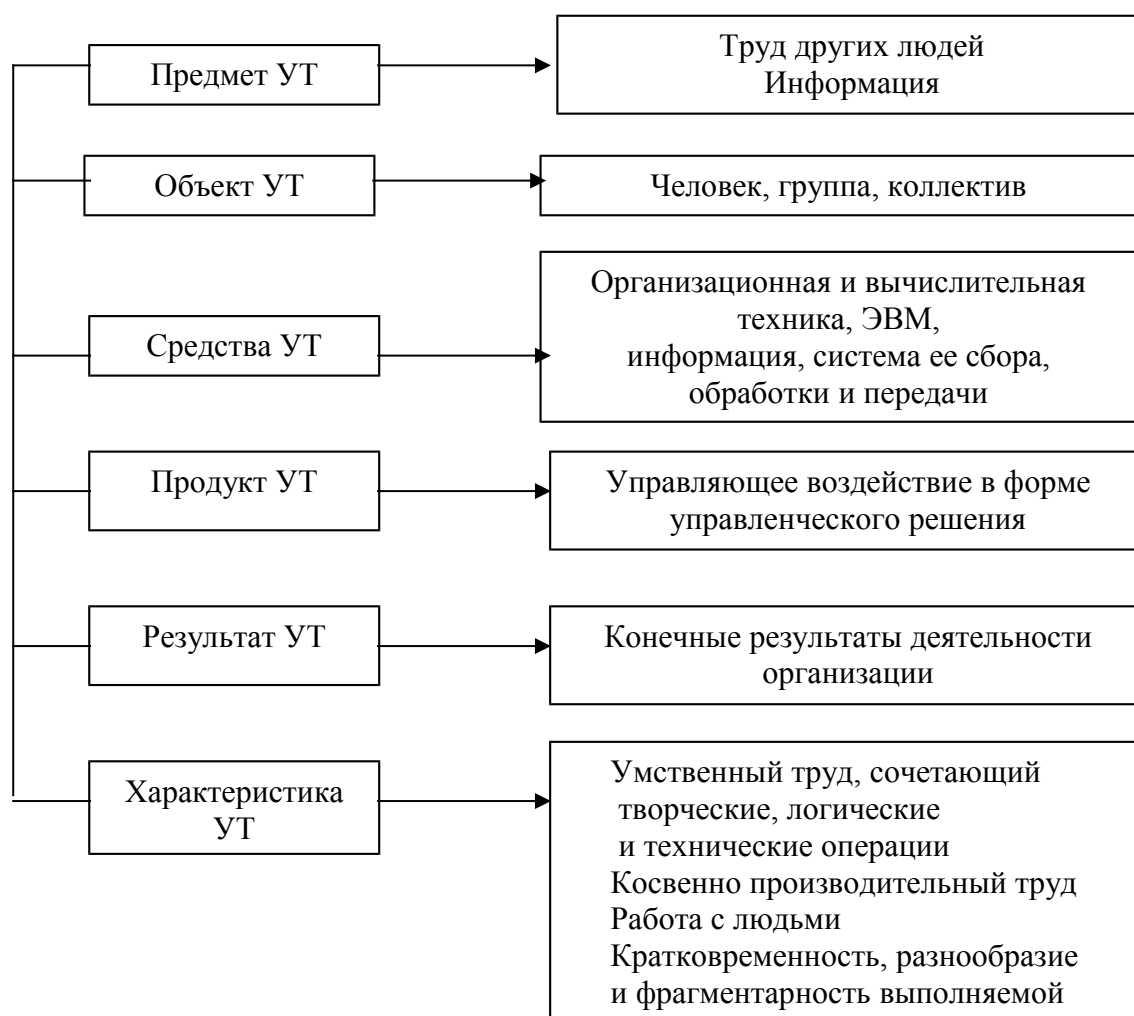 Предмет УТ
Труд других людей
Информация
Объект УТ
Человек, группа, коллектив
Средства УТ
Организационная и вычислительная
техника, ЭВМ,
информация, система ее сбора,
обработки и передачи
Продукт УТ
Управляющее воздействие в форме
управленческого решения
Результат УТ
Конечные результаты деятельности
организации
Характеристика
УТ
Умственный труд, сочетающий
творческие, логические
и технические операции
Косвенно производительный труд
Работа с людьми
Кратковременность, разнообразие
и фрагментарность выполняемой